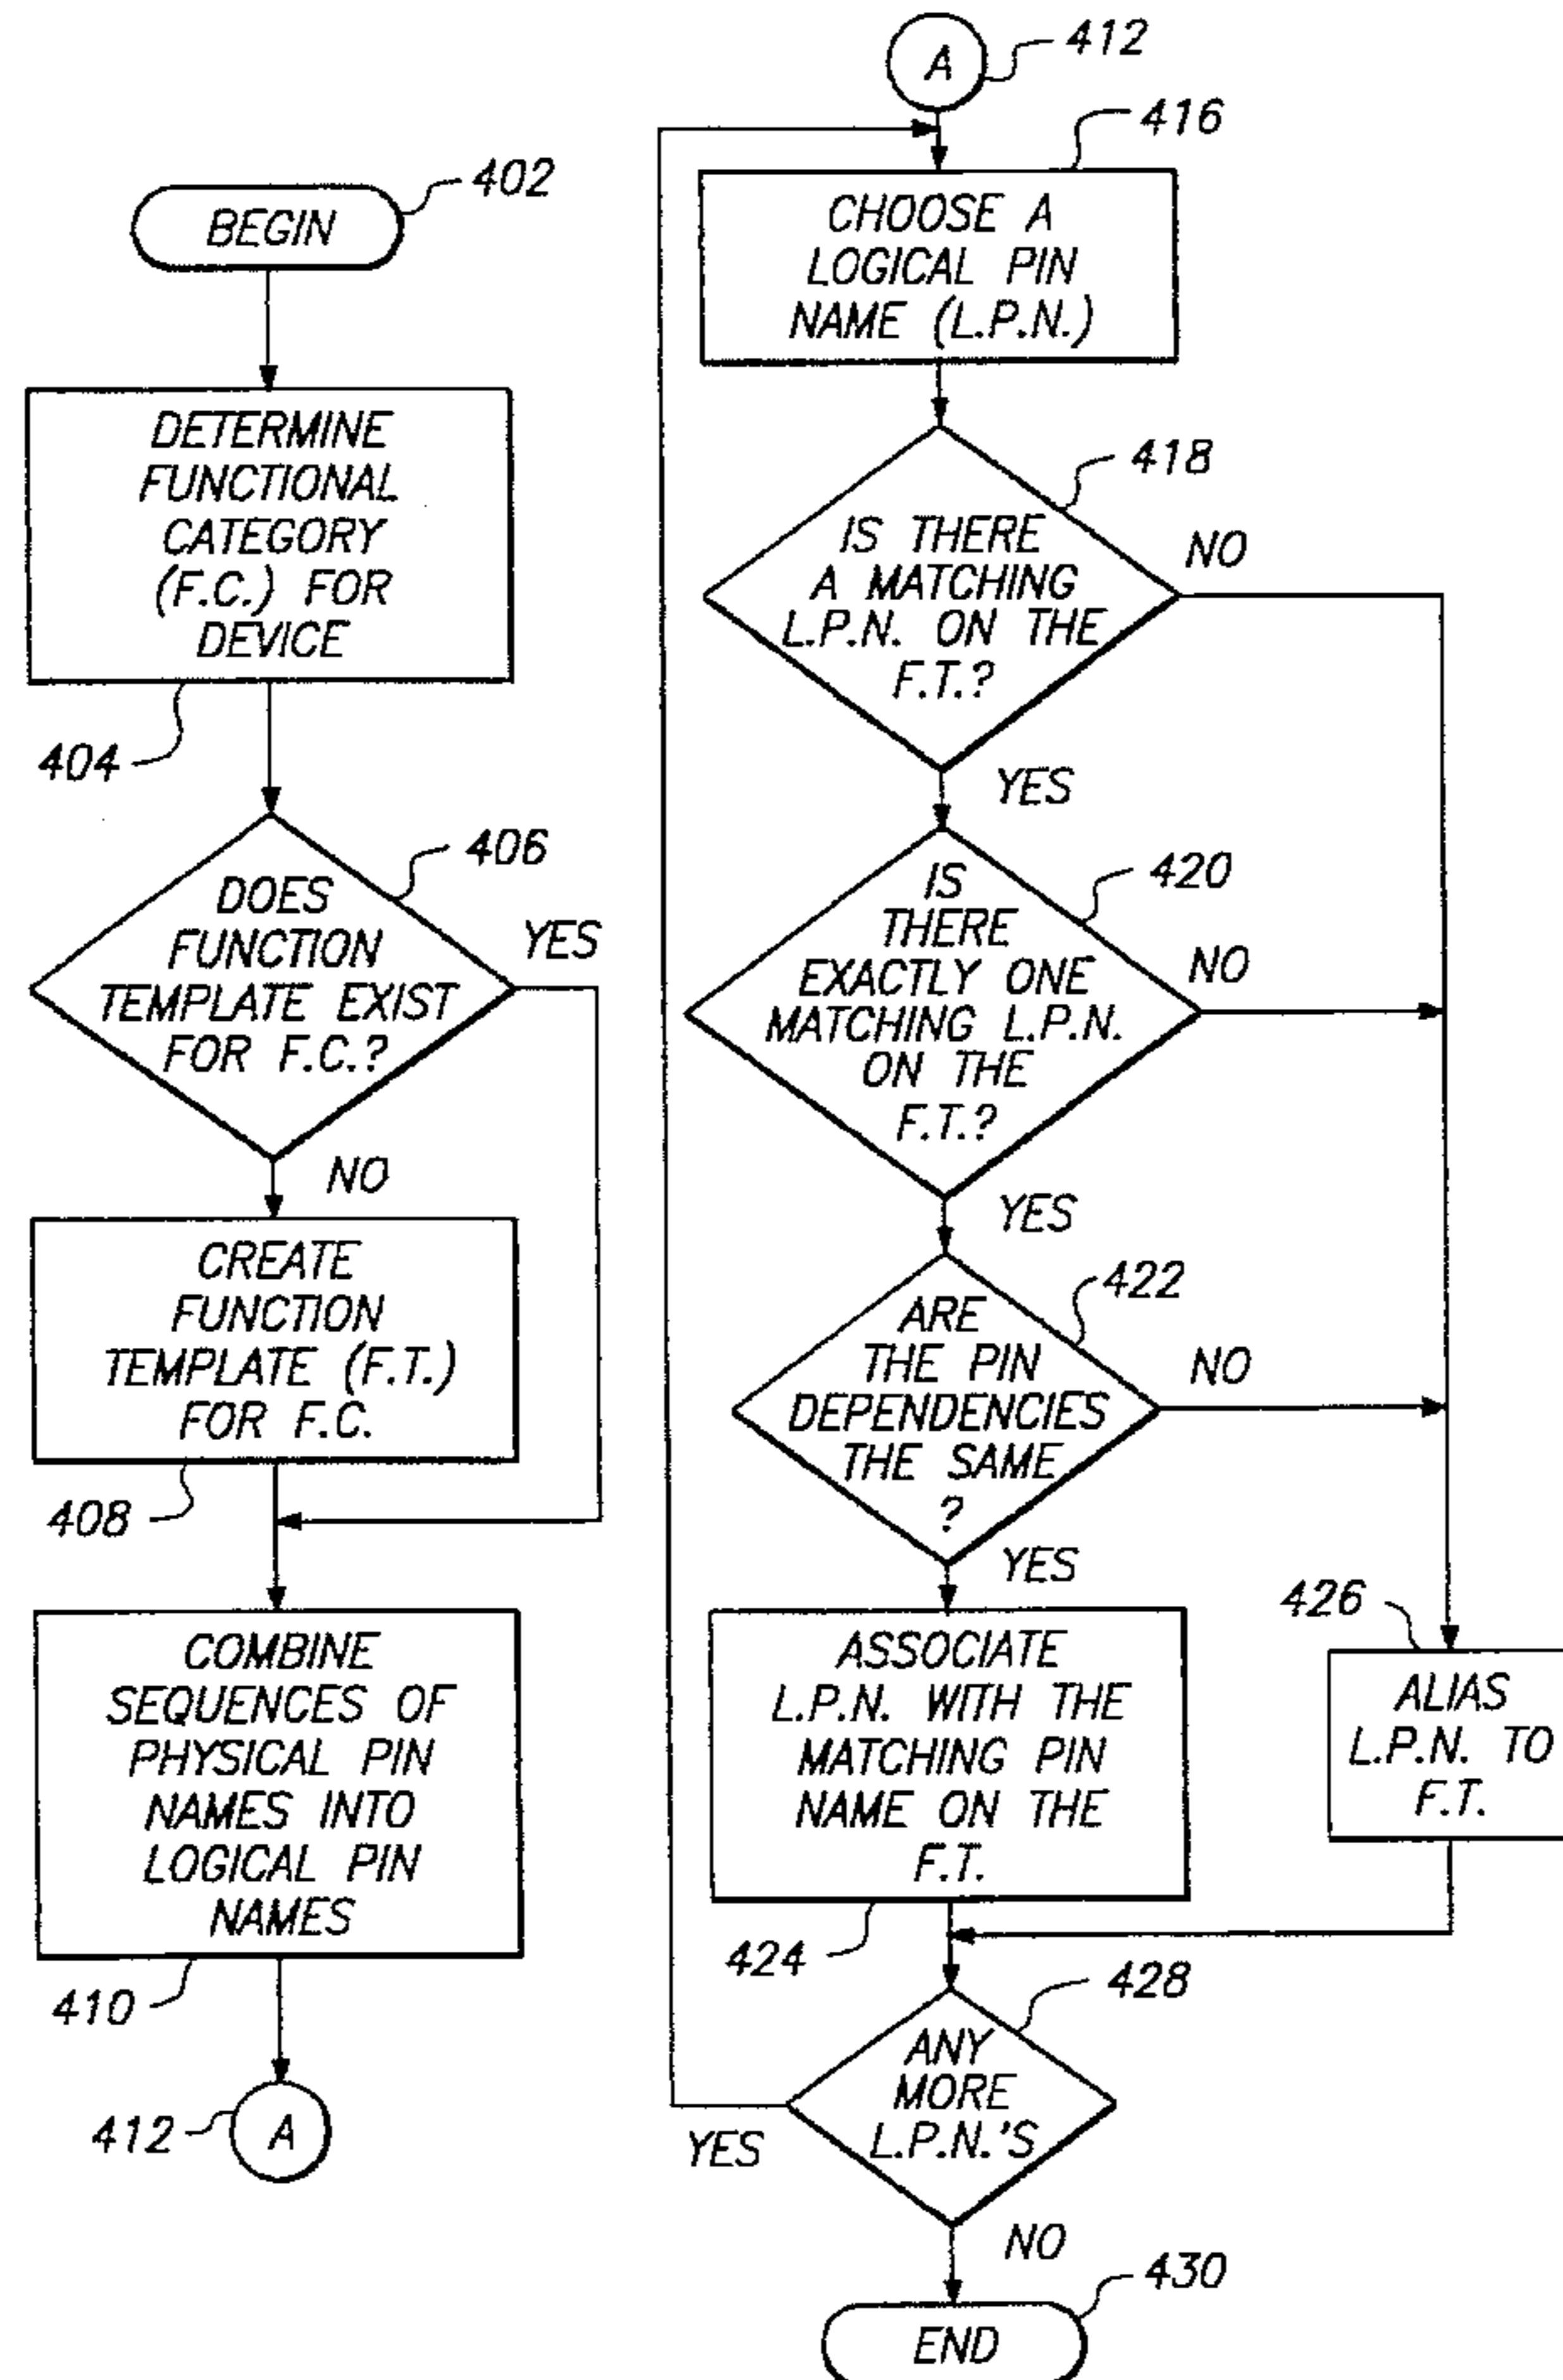 402
BEGIN
DETERMINE
FUNCTIONAL
CATEGORY
(F.C.) FOR
DEVICE
404
406
DOES
FUNCTION
TEMPLATE EXIST
FOR F.C.?
YES
NO
CREATE
FUNCTION
TEMPLATE (F.T.)
FOR F.C.
408
COMBINE
SEQUENCES OF
PHYSICAL PIN
NAMES INTO
LOGICAL PIN
NAMES
410
412
A
A
412
416
CHOOSE A
LOGICAL PIN
NAME (L.P.N.)
418
IS THERE
A MATCHING
L.P.N. ON THE
F.T.?
NO
YES
420
IS
THERE
EXACTLY ONE
MATCHING L.P.N.
ON THE
F.T.?
NO
YES
422
ARE
THE PIN
DEPENDENCIES
THE SAME
?
NO
YES
ASSOCIATE
L.P.N. WITH THE
MATCHING PIN
NAME ON THE
F.T.
424
426
ALIAS
L.P.N. TO
F.T.
428
ANY
MORE
L.P.N.'S
YES
NO
430
END